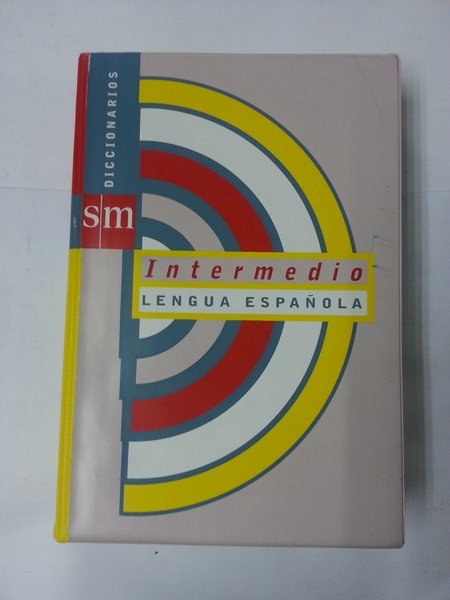 DICCIONARIOS
sm
Intermedio
LENGUA ESPAÑOLA